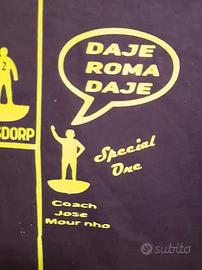 DAJE
ROMA
DAJE
2
SDORP
Special
One
Coach
Jose
Mour nho
subito